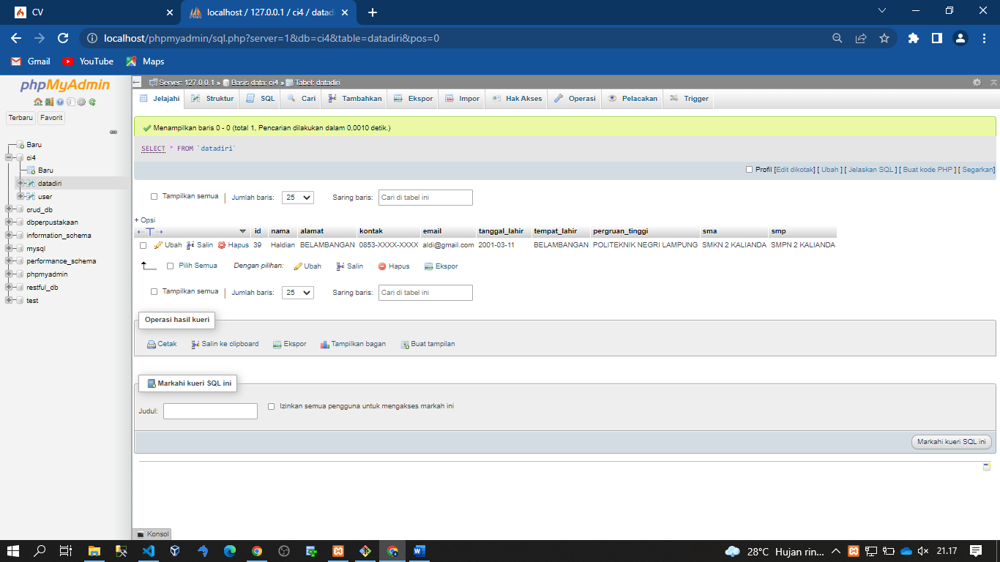 CV
localhost / 127.0.0.1 / ci4 / datad
localhost/phpmyadmin/sql.php?server=1&db=ci4&table=datadiri&pos=0
Gmail YouTube Maps
phpMyAdmin
Terbaru Favorit
Baru
ci4
Baru
datadiri
user
crud_db
dbperpustakaan
information_schema
mysql
performance_schema
phpmyadmin
restful_db
test
Server: 127.0.0.1 » Basis data: ci4 » Tabel: datadiri
Jelajahi Struktur SQL Cari Tambahkan Ekspor Impor Hak Akses Operasi Pelacakan Trigger
Menampilkan baris 0 - 0 (total 1, Pencarian dilakukan dalam 0,0010 detik.)
SELECT * FROM `datadiri`
Profil [Edit dikotak] [ Ubah ] [ Jelaskan SQL ] [ Buat kode PHP ] [ Segarkan]
Tampilkan semua | Jumlah baris: 25 Saring baris: Cari di tabel ini
+ Opsi
←T→ id nama alamat kontak email tanggal_lahir tempat_lahir pergruan_tinggi sma smp
Ubah Salin Hapus 39 Haldian BELAMBANGAN 0853-XXXX-XXXX aldi@gmail.com 2001-03-11 BELAMBANGAN POLITEKNIK NEGRI LAMPUNG SMKN 2 KALIANDA SMPN 2 KALIANDA
Pilih Semua Dengan pilihan: Ubah Salin Hapus Ekspor
Tampilkan semua | Jumlah baris: 25 Saring baris: Cari di tabel ini
Operasi hasil kueri
Cetak Salin ke clipboard Ekspor Tampilkan bagan Buat tampilan
Markahi kueri SQL ini
Judul: Izinkan semua pengguna untuk mengakses markah ini
Markahi kueri SQL ini
Konsol
28°C Hujan rin... 21.17